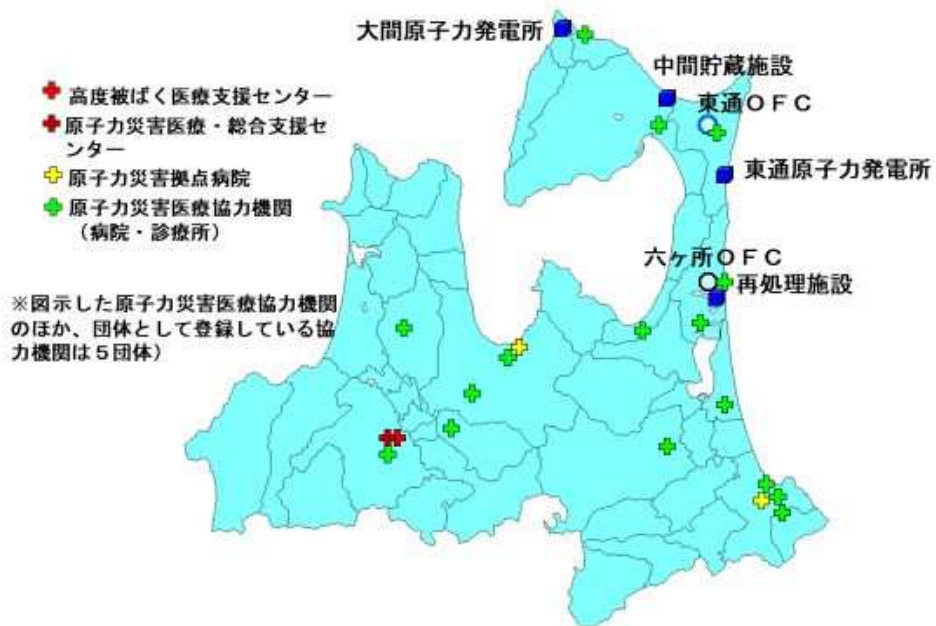 大間原子力発電所
中間貯蔵施設
東通OFC
東通原子力発電所
六ヶ所OFC
再処理施設
高度被ばく医療支援センター
原子力災害医療・総合支援セ
ンター
原子力災害拠点病院
原子力災害医療協力機関
(病院・診療所)
※図示した原子力災害医療協力機関
のほか、団体として登録している協
力機関は5団体)